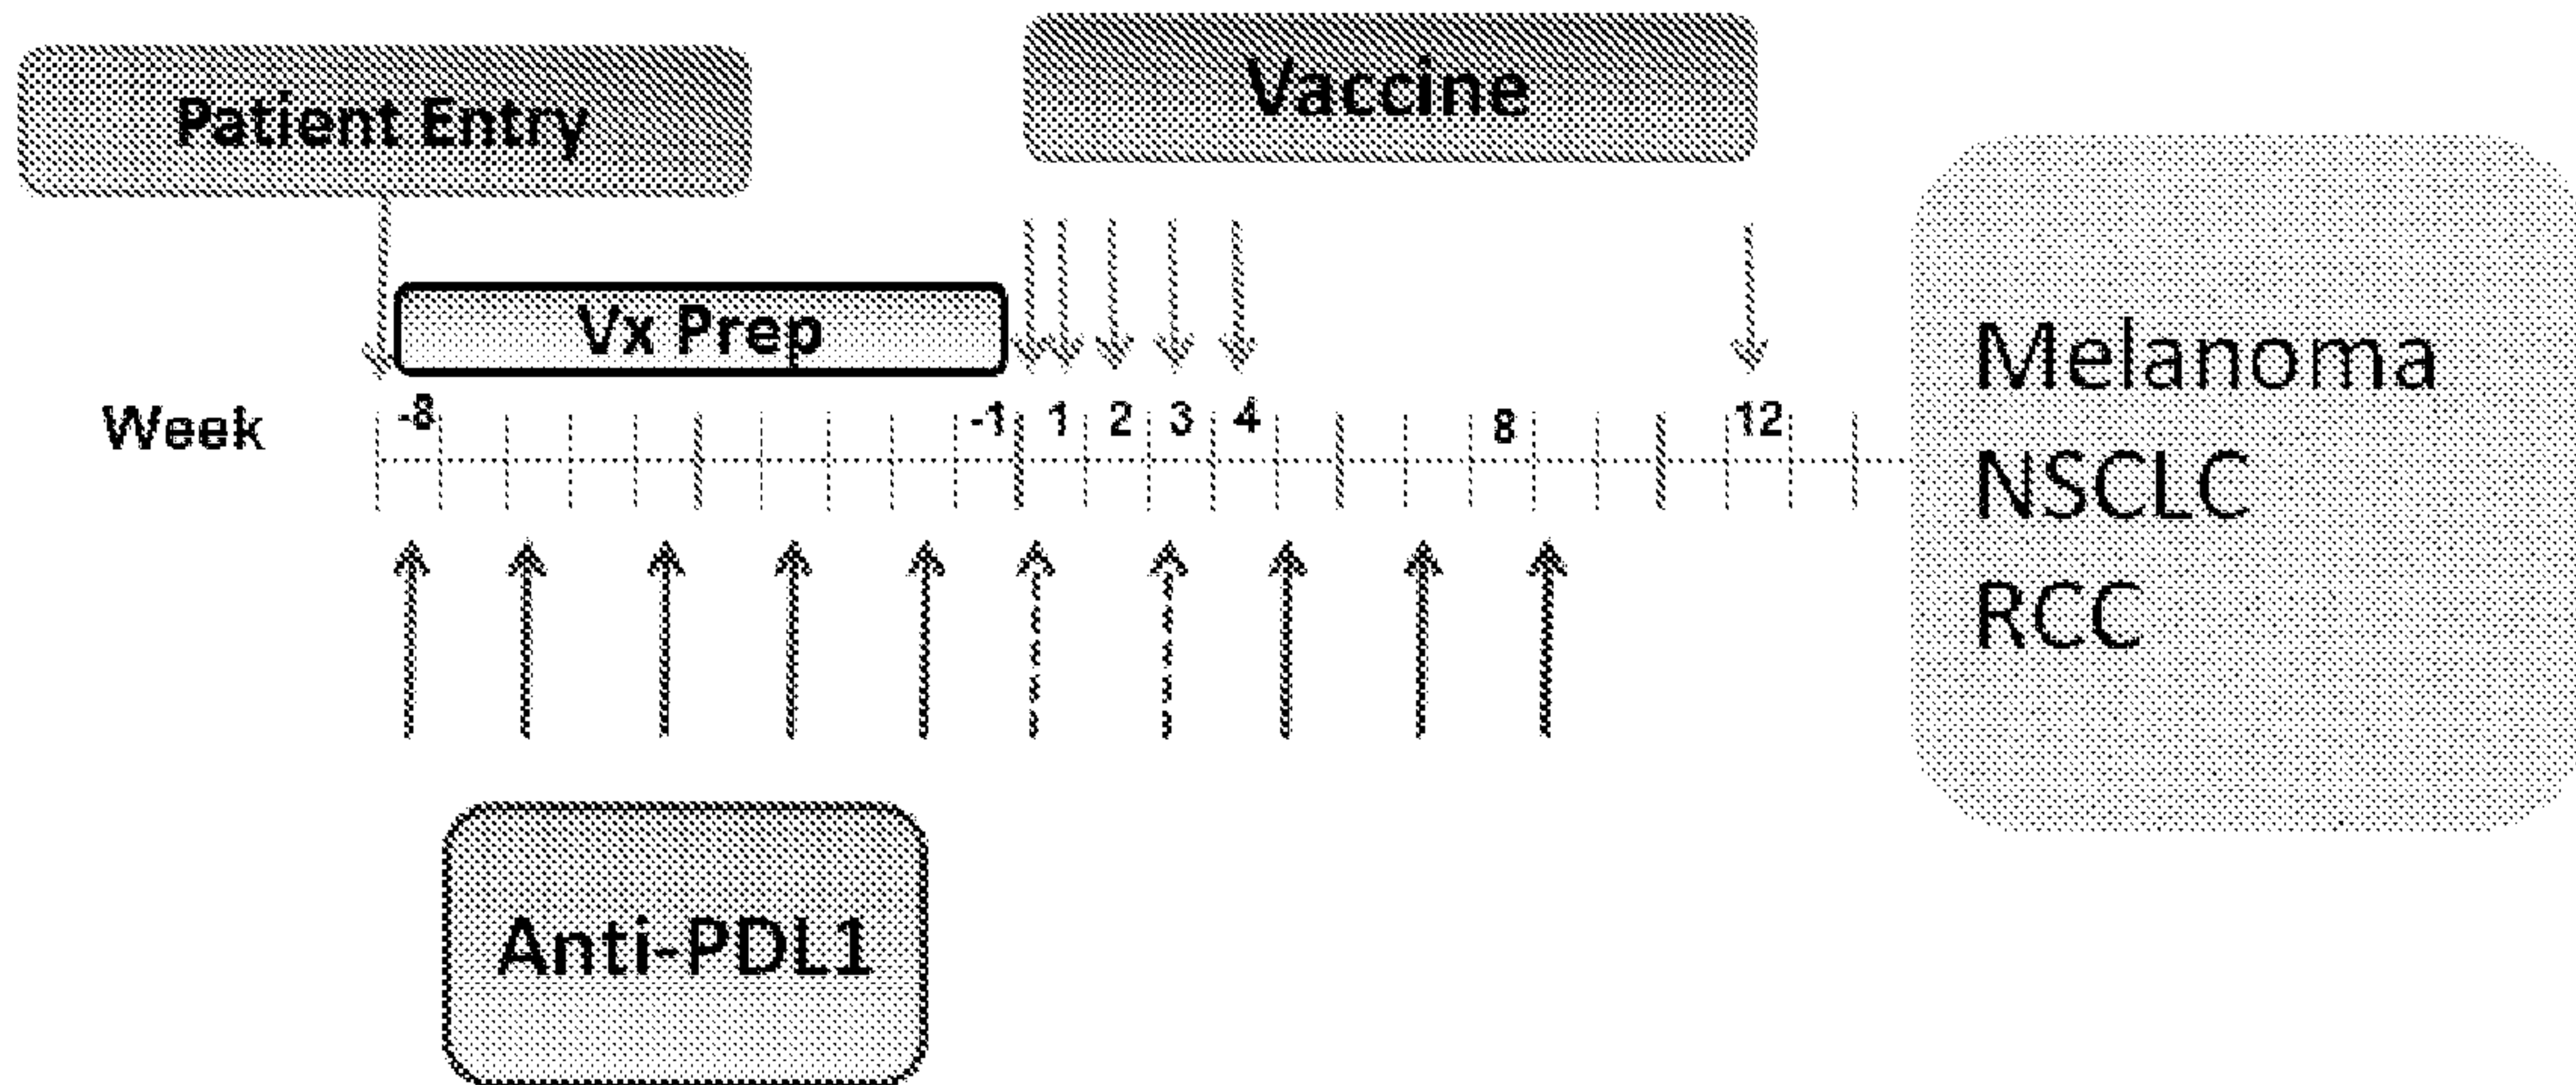 Patient Entry
Vaccine
Vx Prep
Week -8 -1 1 2 3 4 8 12
Melanoma
NSCLC
RCC
Anti-PDL1